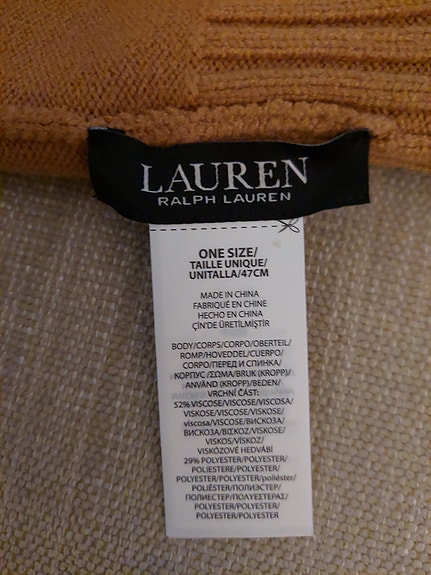 LAUREN
RALPH LAUREN
ONE SIZE/
TAILLE UNIQUE/
UNITALLA/47CM
MADE IN CHINA
FABRIQUÉ EN CHINE
HECHO EN CHINA
ÇİN'DE ÜRETİLMİŞTİR
BODY/CORPS/CORPO/OBERTEIL/
ROMP/HOVEDDEL/CUERPO/
CORPO/ПЕРЕД И СПИНКА/
КОРПУС /ΣΩΜΑ/BRUK (KROPP)/
ANVÄND (KROPP)/BEDEN/
VRCHNÍ ČÁST:
52% VISCOSE/VISCOSE/VISCOSA/
VISKOSE/VISCOSE/VISKOSE/
viscosa/VISCOSE/ВИСКОЗА/
ВИСКОЗА/ΒΙΣΚΟΖ/VISKOSE/
VISKOS/VİSKOZ/
VISKÓZOVÉ HEDVÁBÍ
29% POLYESTER/POLYESTER/
POLIESTERE/POLYESTER/
POLYESTER/POLYESTER/poliéster/
POLIÉSTER/ПОЛИЭСТЕР/
ПОЛИЕСТЕР/ΠΟΛΥΕΣΤΕΡΑΣ/
POLYESTER/POLYESTER/
POLYESTER/POLYESTER